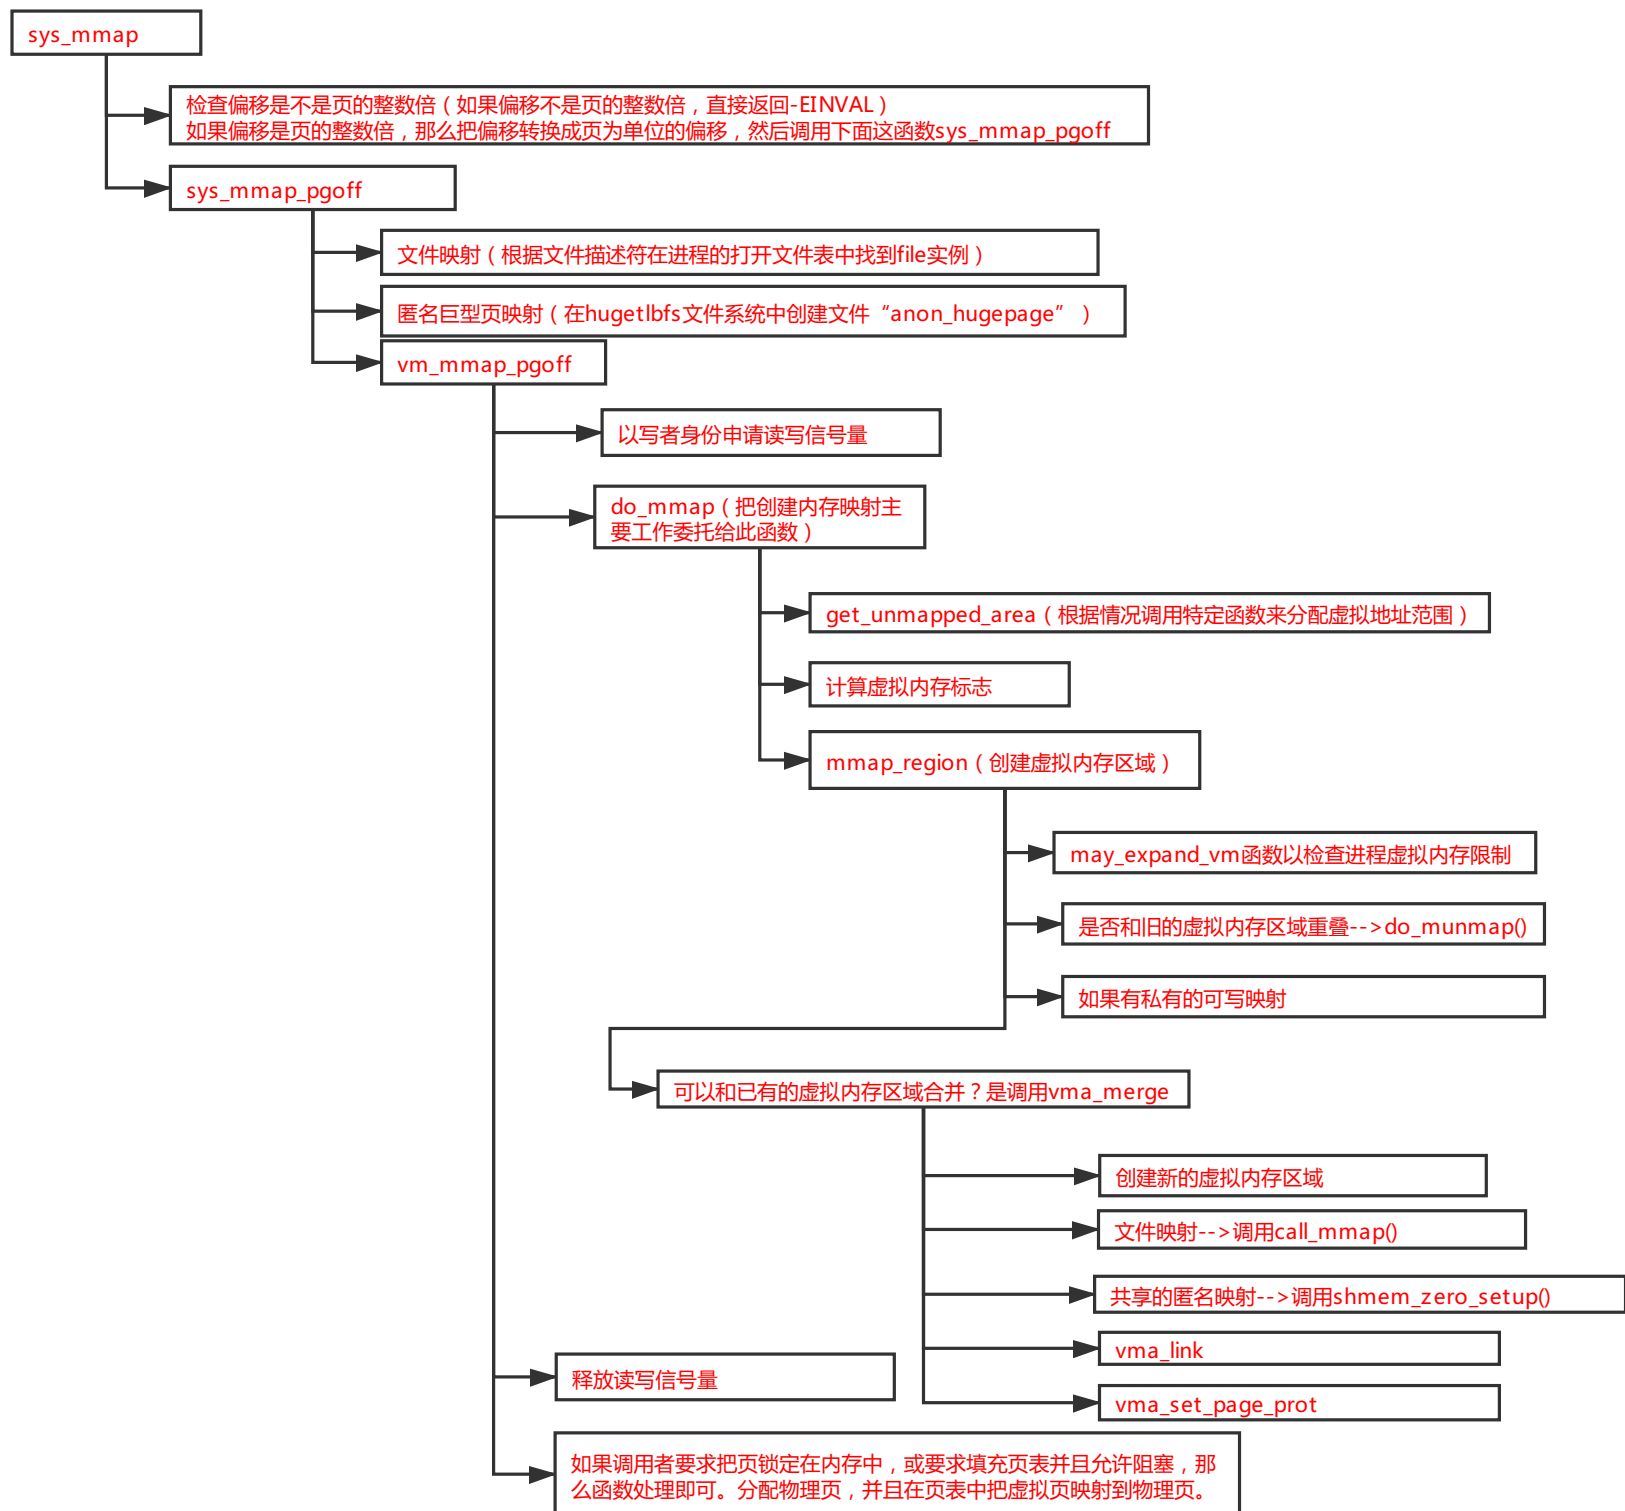 sys_mmap
检查偏移是不是页的整数倍（如果偏移不是页的整数倍，直接返回-EINVAL）
如果偏移是页的整数倍，那么把偏移转换成页为单位的偏移，然后调用下面这函数sys_mmap_pgoff
sys_mmap_pgoff
文件映射（根据文件描述符在进程的打开文件表中找到file实例）
匿名巨型页映射（在hugetlbfs文件系统中创建文件“anon_hugepage”）
vm_mmap_pgoff
以写者身份申请读写信号量
do_mmap（把创建内存映射主
要工作委托给此函数）
get_unmapped_area（根据情况调用特定函数来分配虚拟地址范围）
计算虚拟内存标志
mmap_region（创建虚拟内存区域）
may_expand_vm函数以检查进程虚拟内存限制
是否和旧的虚拟内存区域重叠-->do_munmap()
如果有私有的可写映射
可以和已有的虚拟内存区域合并？是调用vma_merge
创建新的虚拟内存区域
文件映射-->调用call_mmap()
共享的匿名映射-->调用shmem_zero_setup()
vma_link
释放读写信号量
vma_set_page_prot
如果调用者要求把页锁定在内存中，或要求填充页表并且允许阻塞，那
么函数处理即可。分配物理页，并且在页表中把虚拟页映射到物理页。